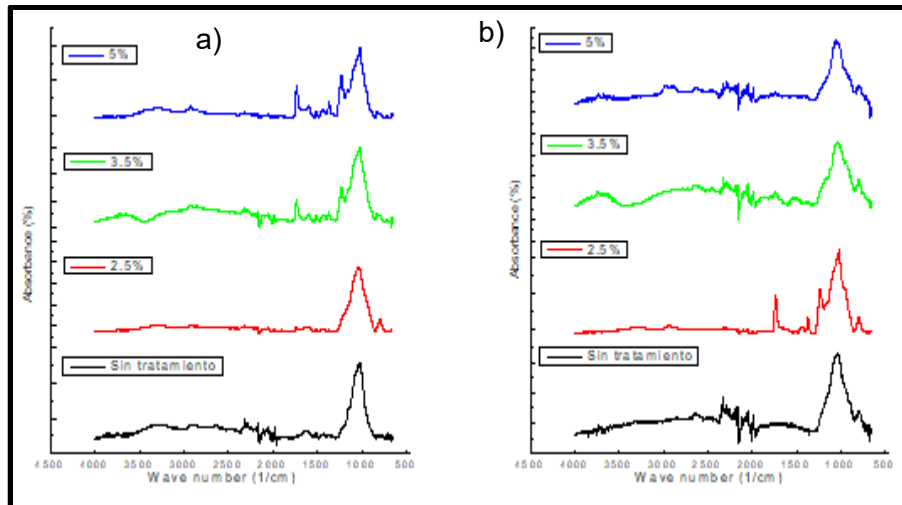 a)
5%
3.5%
2.5%
Sin tratamiento
Absorbance (%)
4500 4000 3000 2000 1500 1000 500
Wave number (1/cm)
b)
5%
3.5%
2.5%
Sin tratamiento
Absorbance (%)
4500 4000 3500 3000 2500 2000 1500 1000 500
Wave number (1/cm)